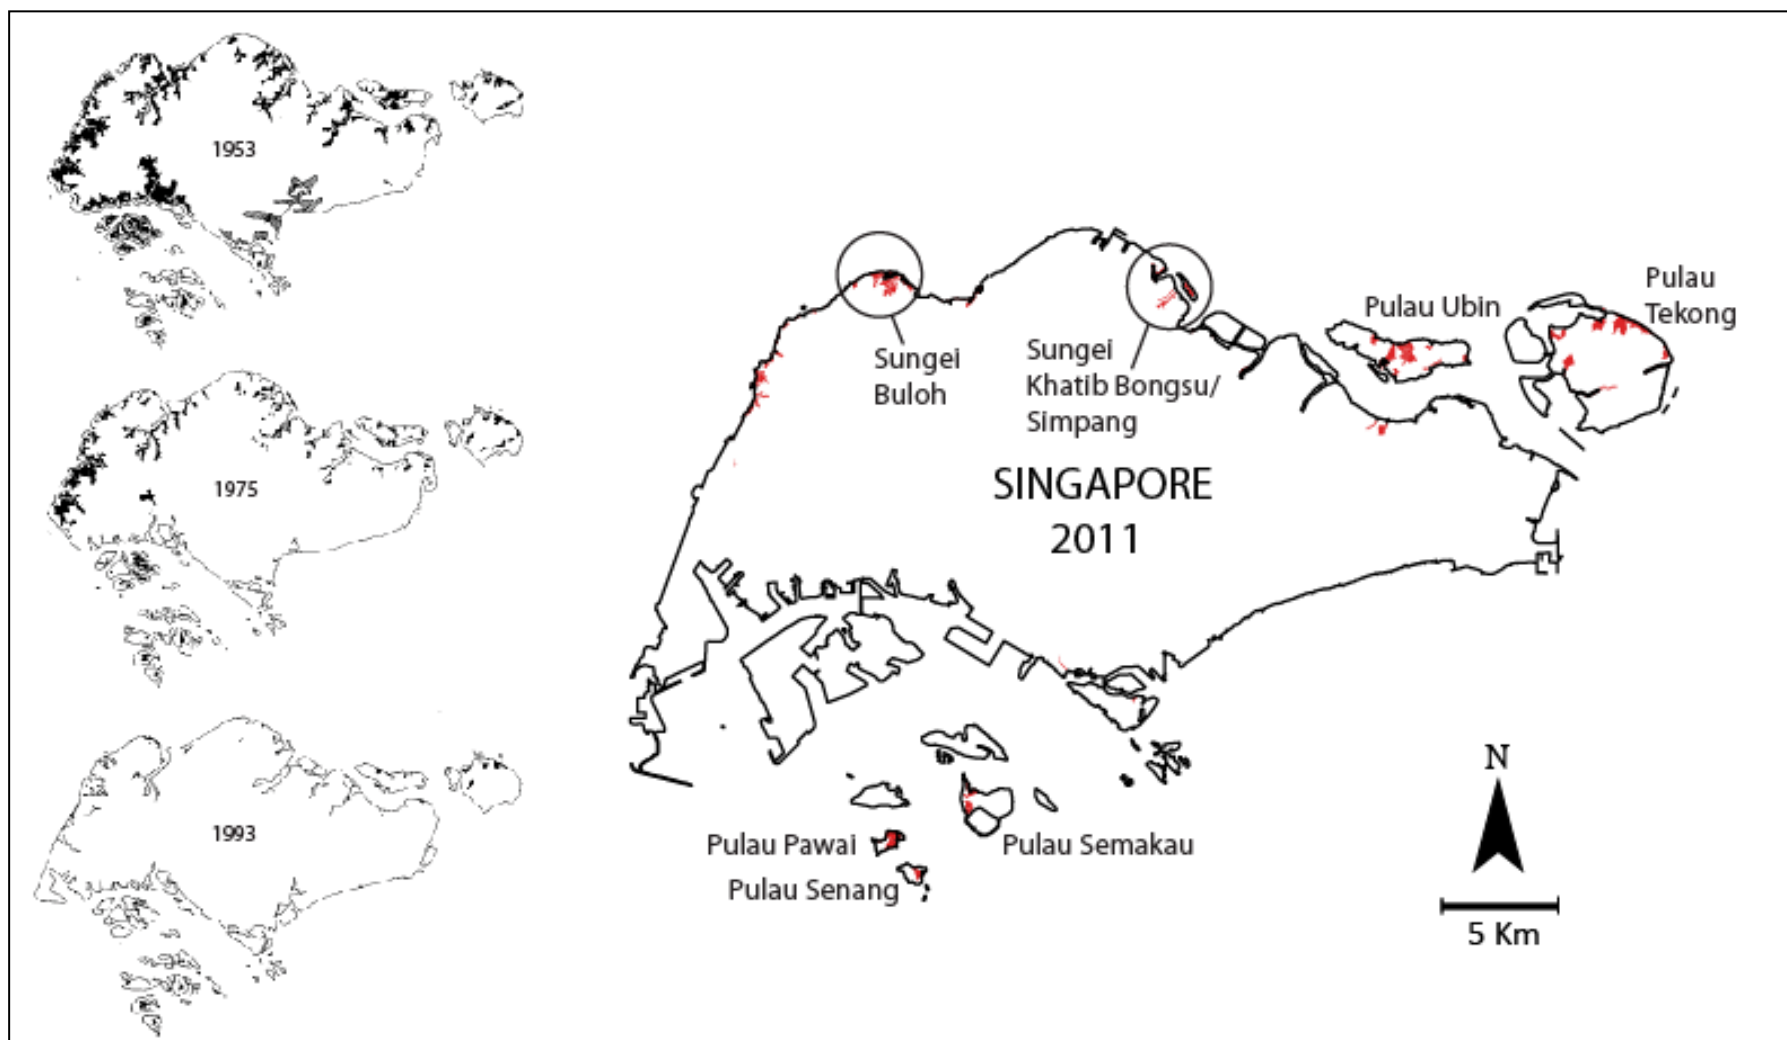 1953
1975
1993
Sungei
Buloh
Sungei
Khatib Bongsu/
Simpang
Pulau Ubin
Pulau
Tekong
SINGAPORE
2011
Pulau Pawai
Pulau Senang
Pulau Semakau
N
5 Km